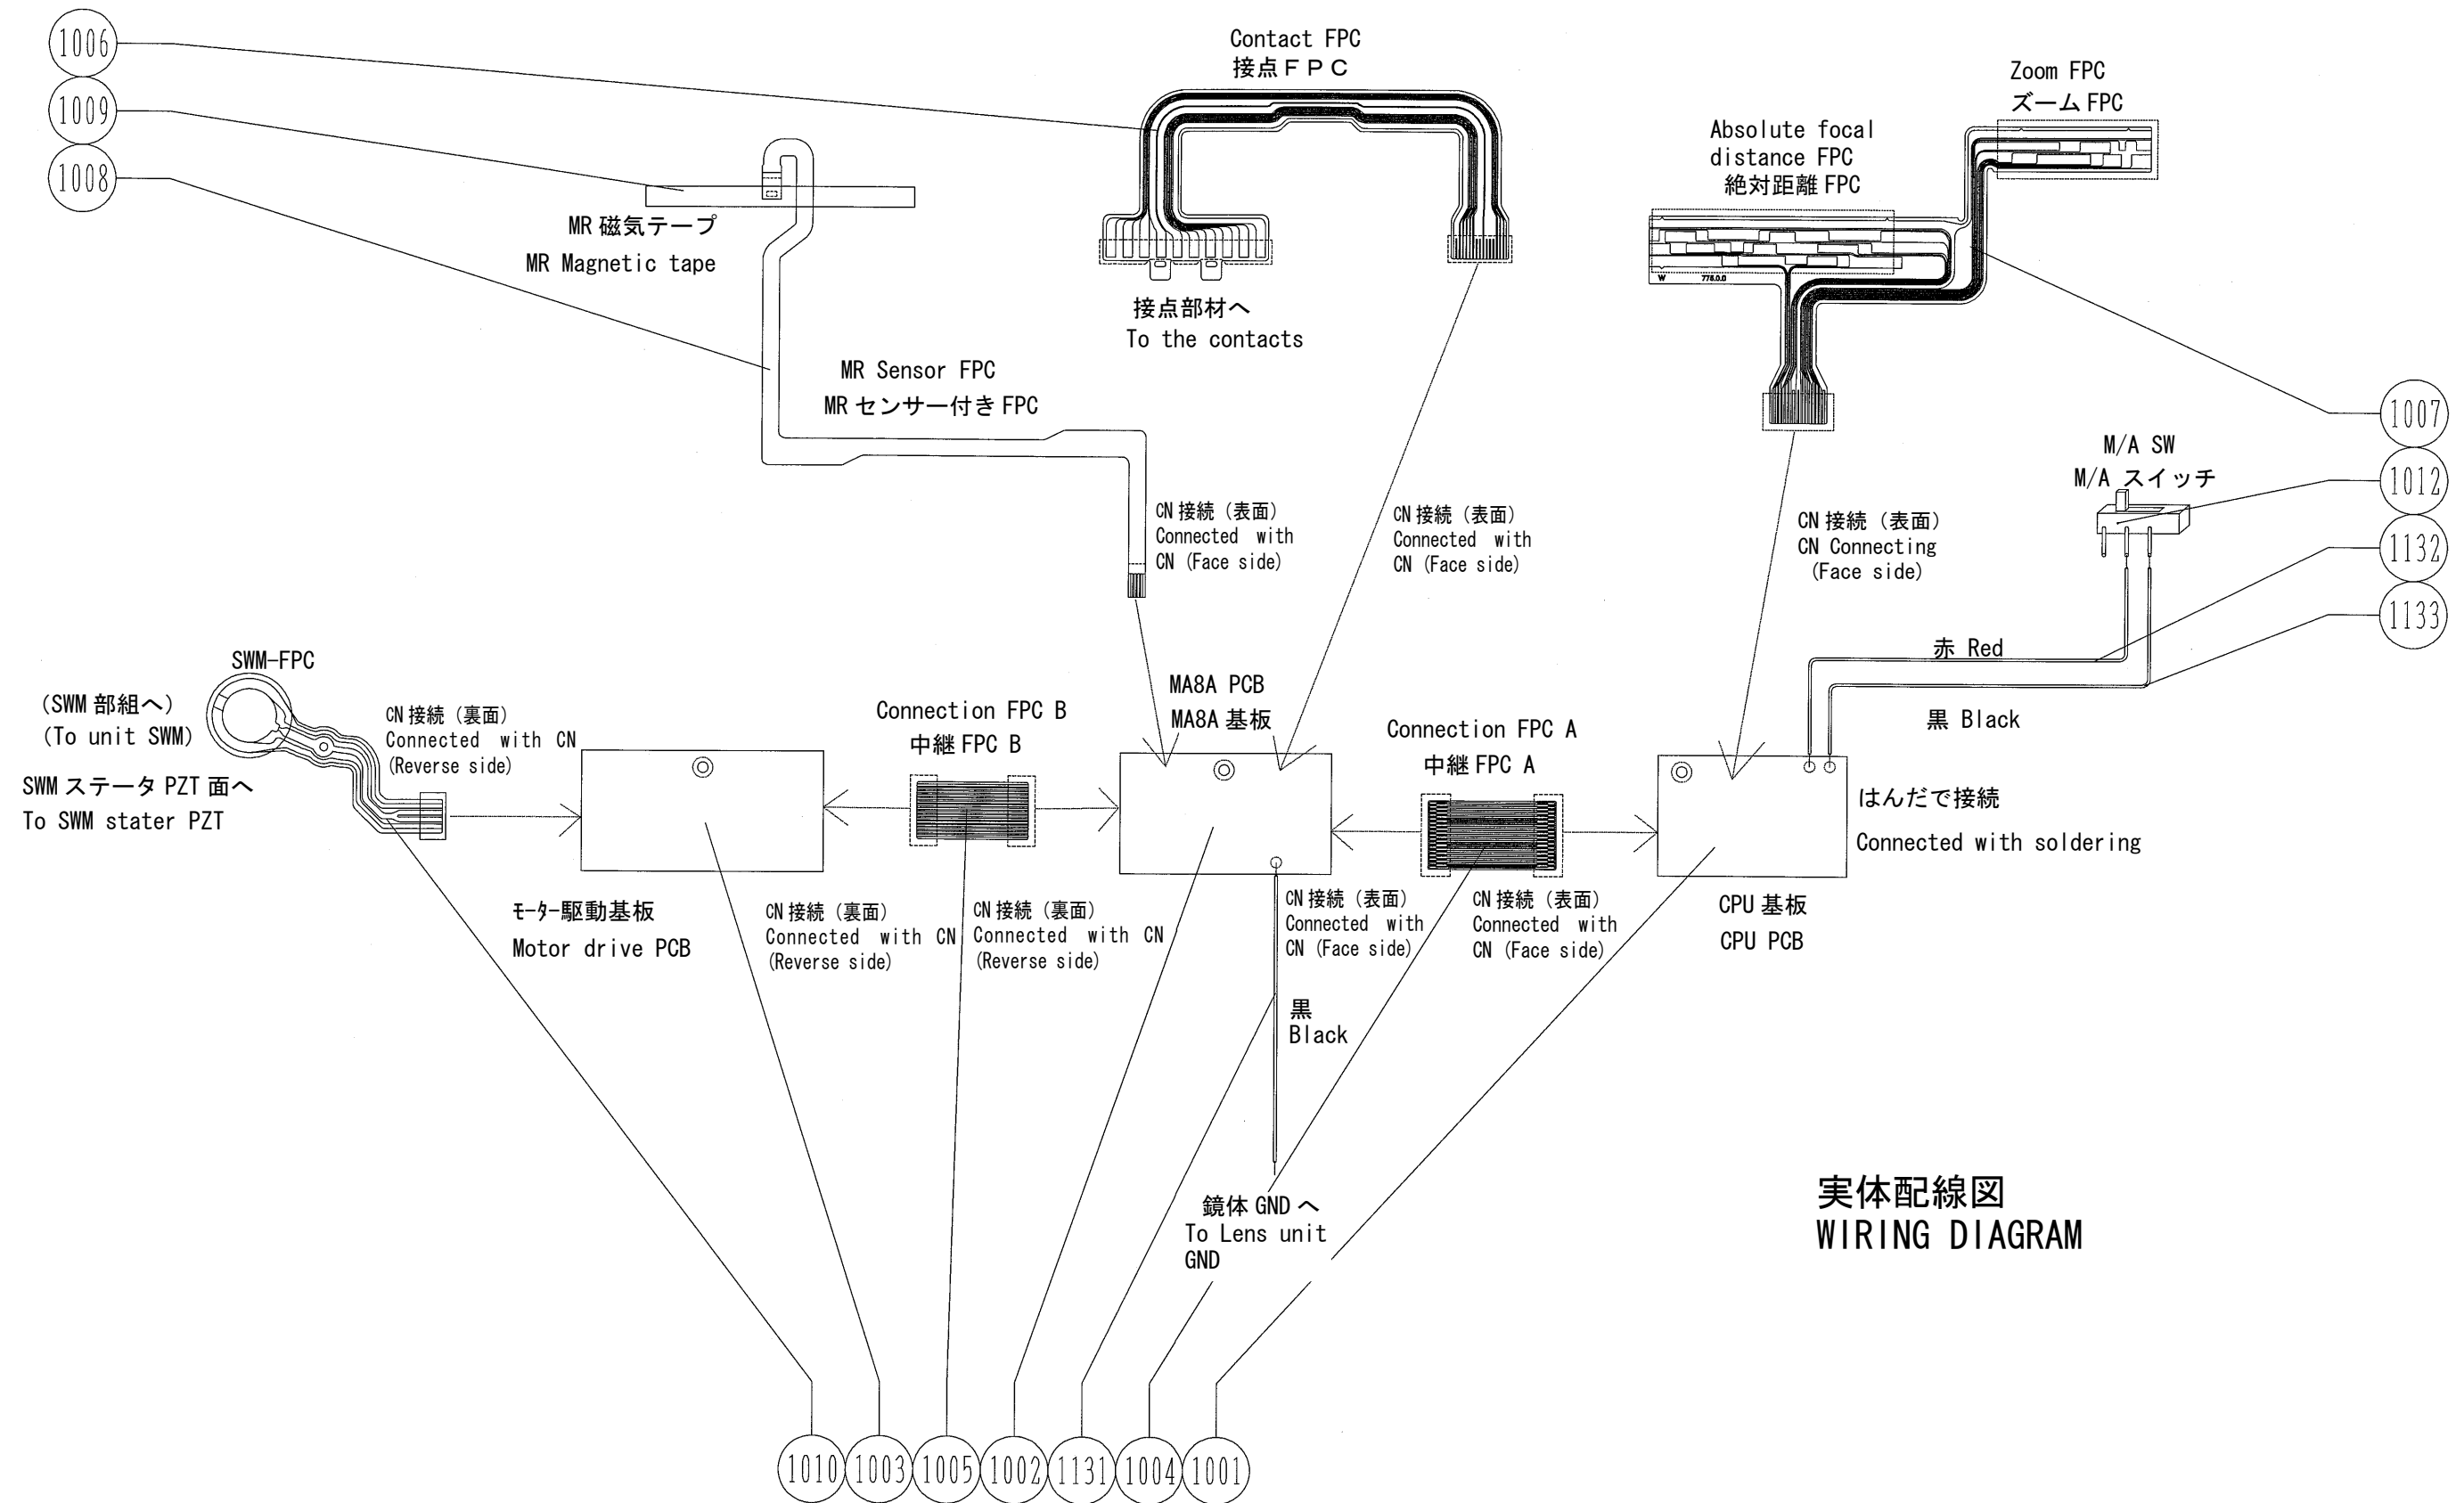 1006
1009
1008
Contact FPC
接点ＦＰＣ
Zoom FPC
ズーム FPC
Absolute focal
distance FPC
絶対距離 FPC
W 778.0.0
MR 磁気テープ
MR Magnetic tape
接点部材へ
To the contacts
MR Sensor FPC
MR センサー付き FPC
1007
1012
1132
1133
M/A SW
M/A スイッチ
CN 接続（表面）
Connected with
CN (Face side)
CN 接続（表面）
Connected with
CN (Face side)
CN 接続（表面）
CN Connecting
(Face side)
赤 Red
黒 Black
SWM-FPC
(SWM 部組へ)
(To unit SWM)
SWM ステータ PZT 面へ
To SWM stater PZT
CN 接続（裏面）
Connected with CN
(Reverse side)
Connection FPC B
中継 FPC B
MA8A PCB
MA8A 基板
Connection FPC A
中継 FPC A
はんだで接続
Connected with soldering
ﾓｰﾀｰ駆動基板
Motor drive PCB
CN 接続（裏面）
Connected with CN
(Reverse side)
CN 接続（裏面）
Connected with CN
(Reverse side)
CN 接続（表面）
Connected with
CN (Face side)
CN 接続（表面）
Connected with
CN (Face side)
CPU 基板
CPU PCB
黒
Black
鏡体 GND へ
To Lens unit
GND
実体配線図
WIRING DIAGRAM
1010
1003
1005
1002
1131
1004
1001